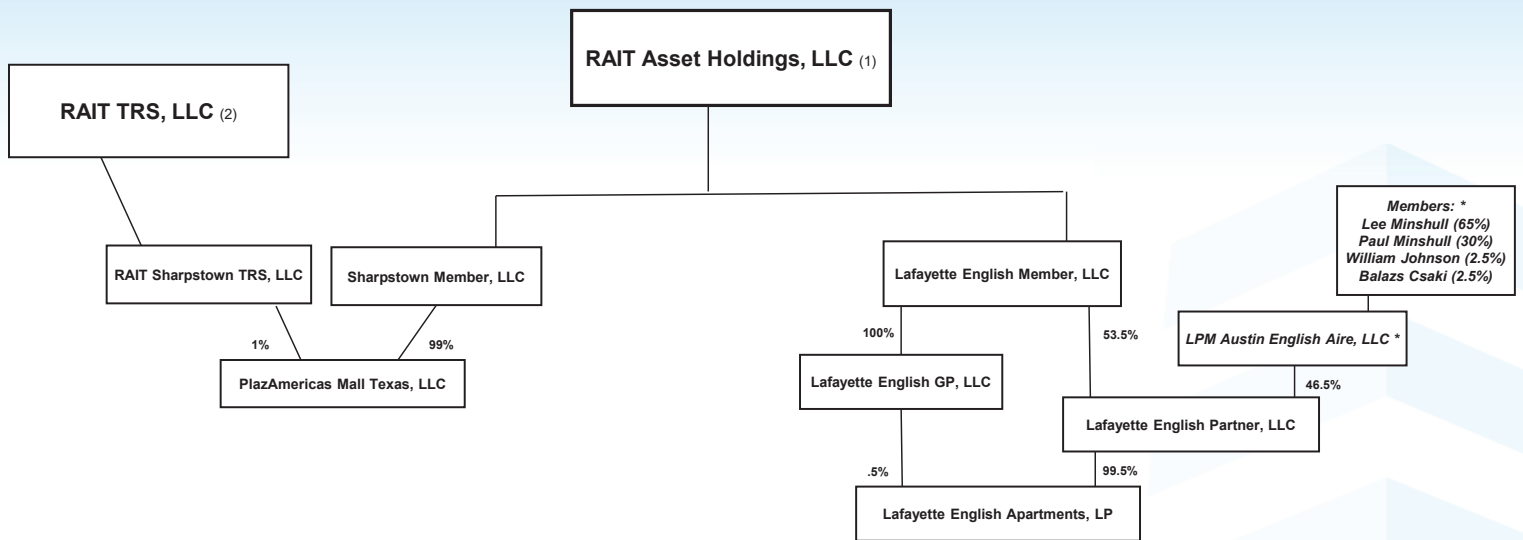 RAIT Asset Holdings, LLC (1)
RAIT TRS, LLC (2)
Members: *
Lee Minshull (65%)
Paul Minshull (30%)
William Johnson (2.5%)
Balazs Csaki (2.5%)
RAIT Sharpstown TRS, LLC
Sharpstown Member, LLC
Lafayette English Member, LLC
LPM Austin English Aire, LLC *
1%
99%
100%
53.5%
46.5%
PlazAmericas Mall Texas, LLC
Lafayette English GP, LLC
Lafayette English Partner, LLC
.5%
99.5%
Lafayette English Apartments, LP